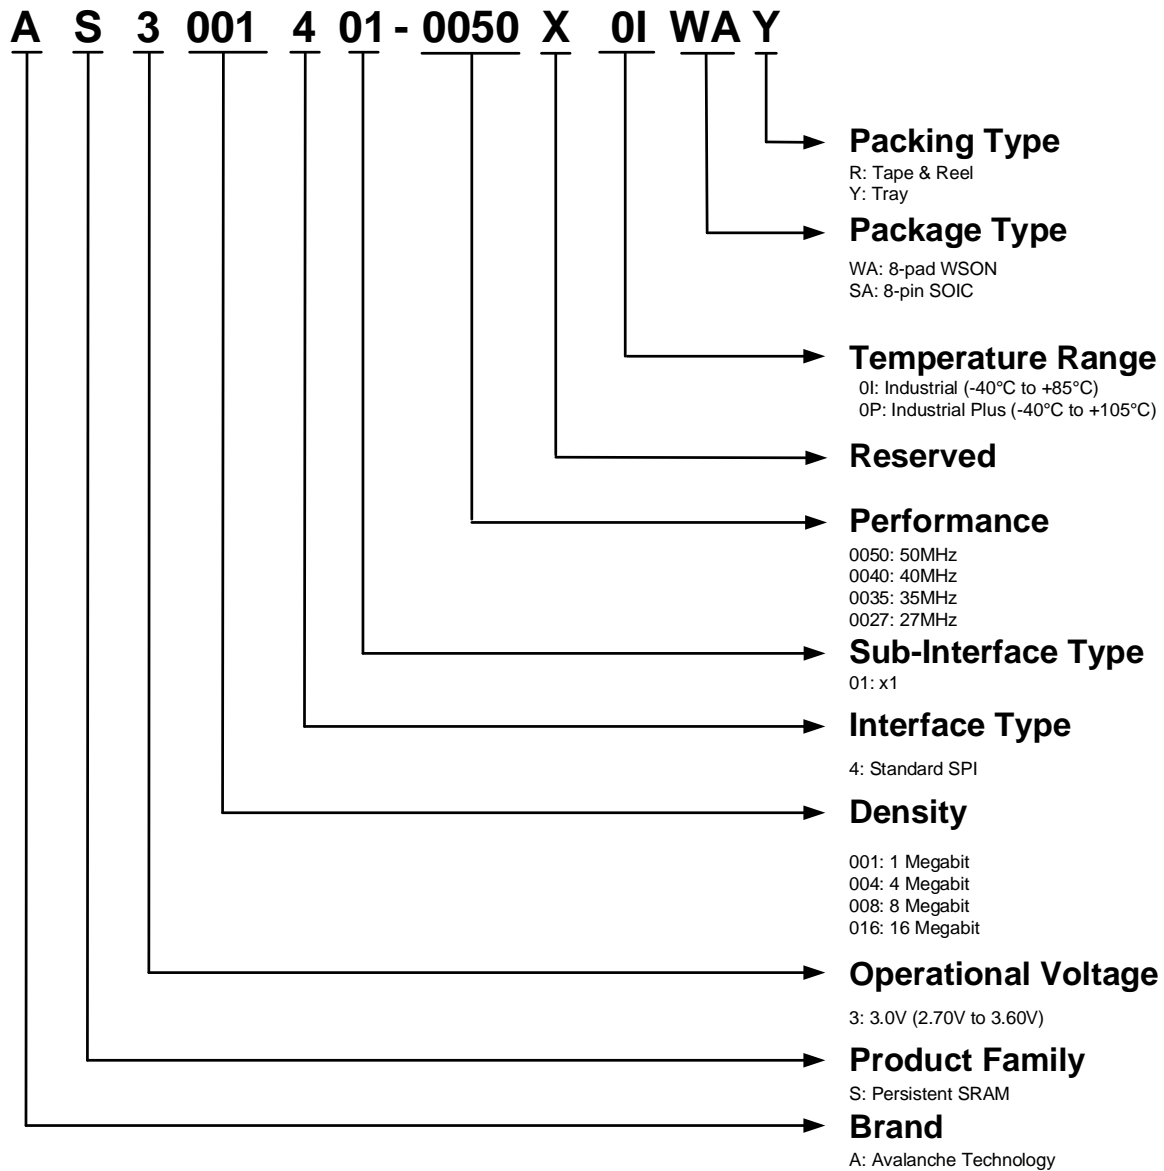 A S 3 001 4 01 - 0050 X 0I WA Y
Packing Type
R: Tape & Reel
Y: Tray
Package Type
WA: 8-pad WSON
SA: 8-pin SOIC
Temperature Range
0I: Industrial (-40°C to +85°C)
0P: Industrial Plus (-40°C to +105°C)
Reserved
Performance
0050: 50MHz
0040: 40MHz
0035: 35MHz
0027: 27MHz
Sub-Interface Type
01: x1
Interface Type
4: Standard SPI
Density
001: 1 Megabit
004: 4 Megabit
008: 8 Megabit
016: 16 Megabit
Operational Voltage
3: 3.0V (2.70V to 3.60V)
Product Family
S: Persistent SRAM
Brand
A: Avalanche Technology